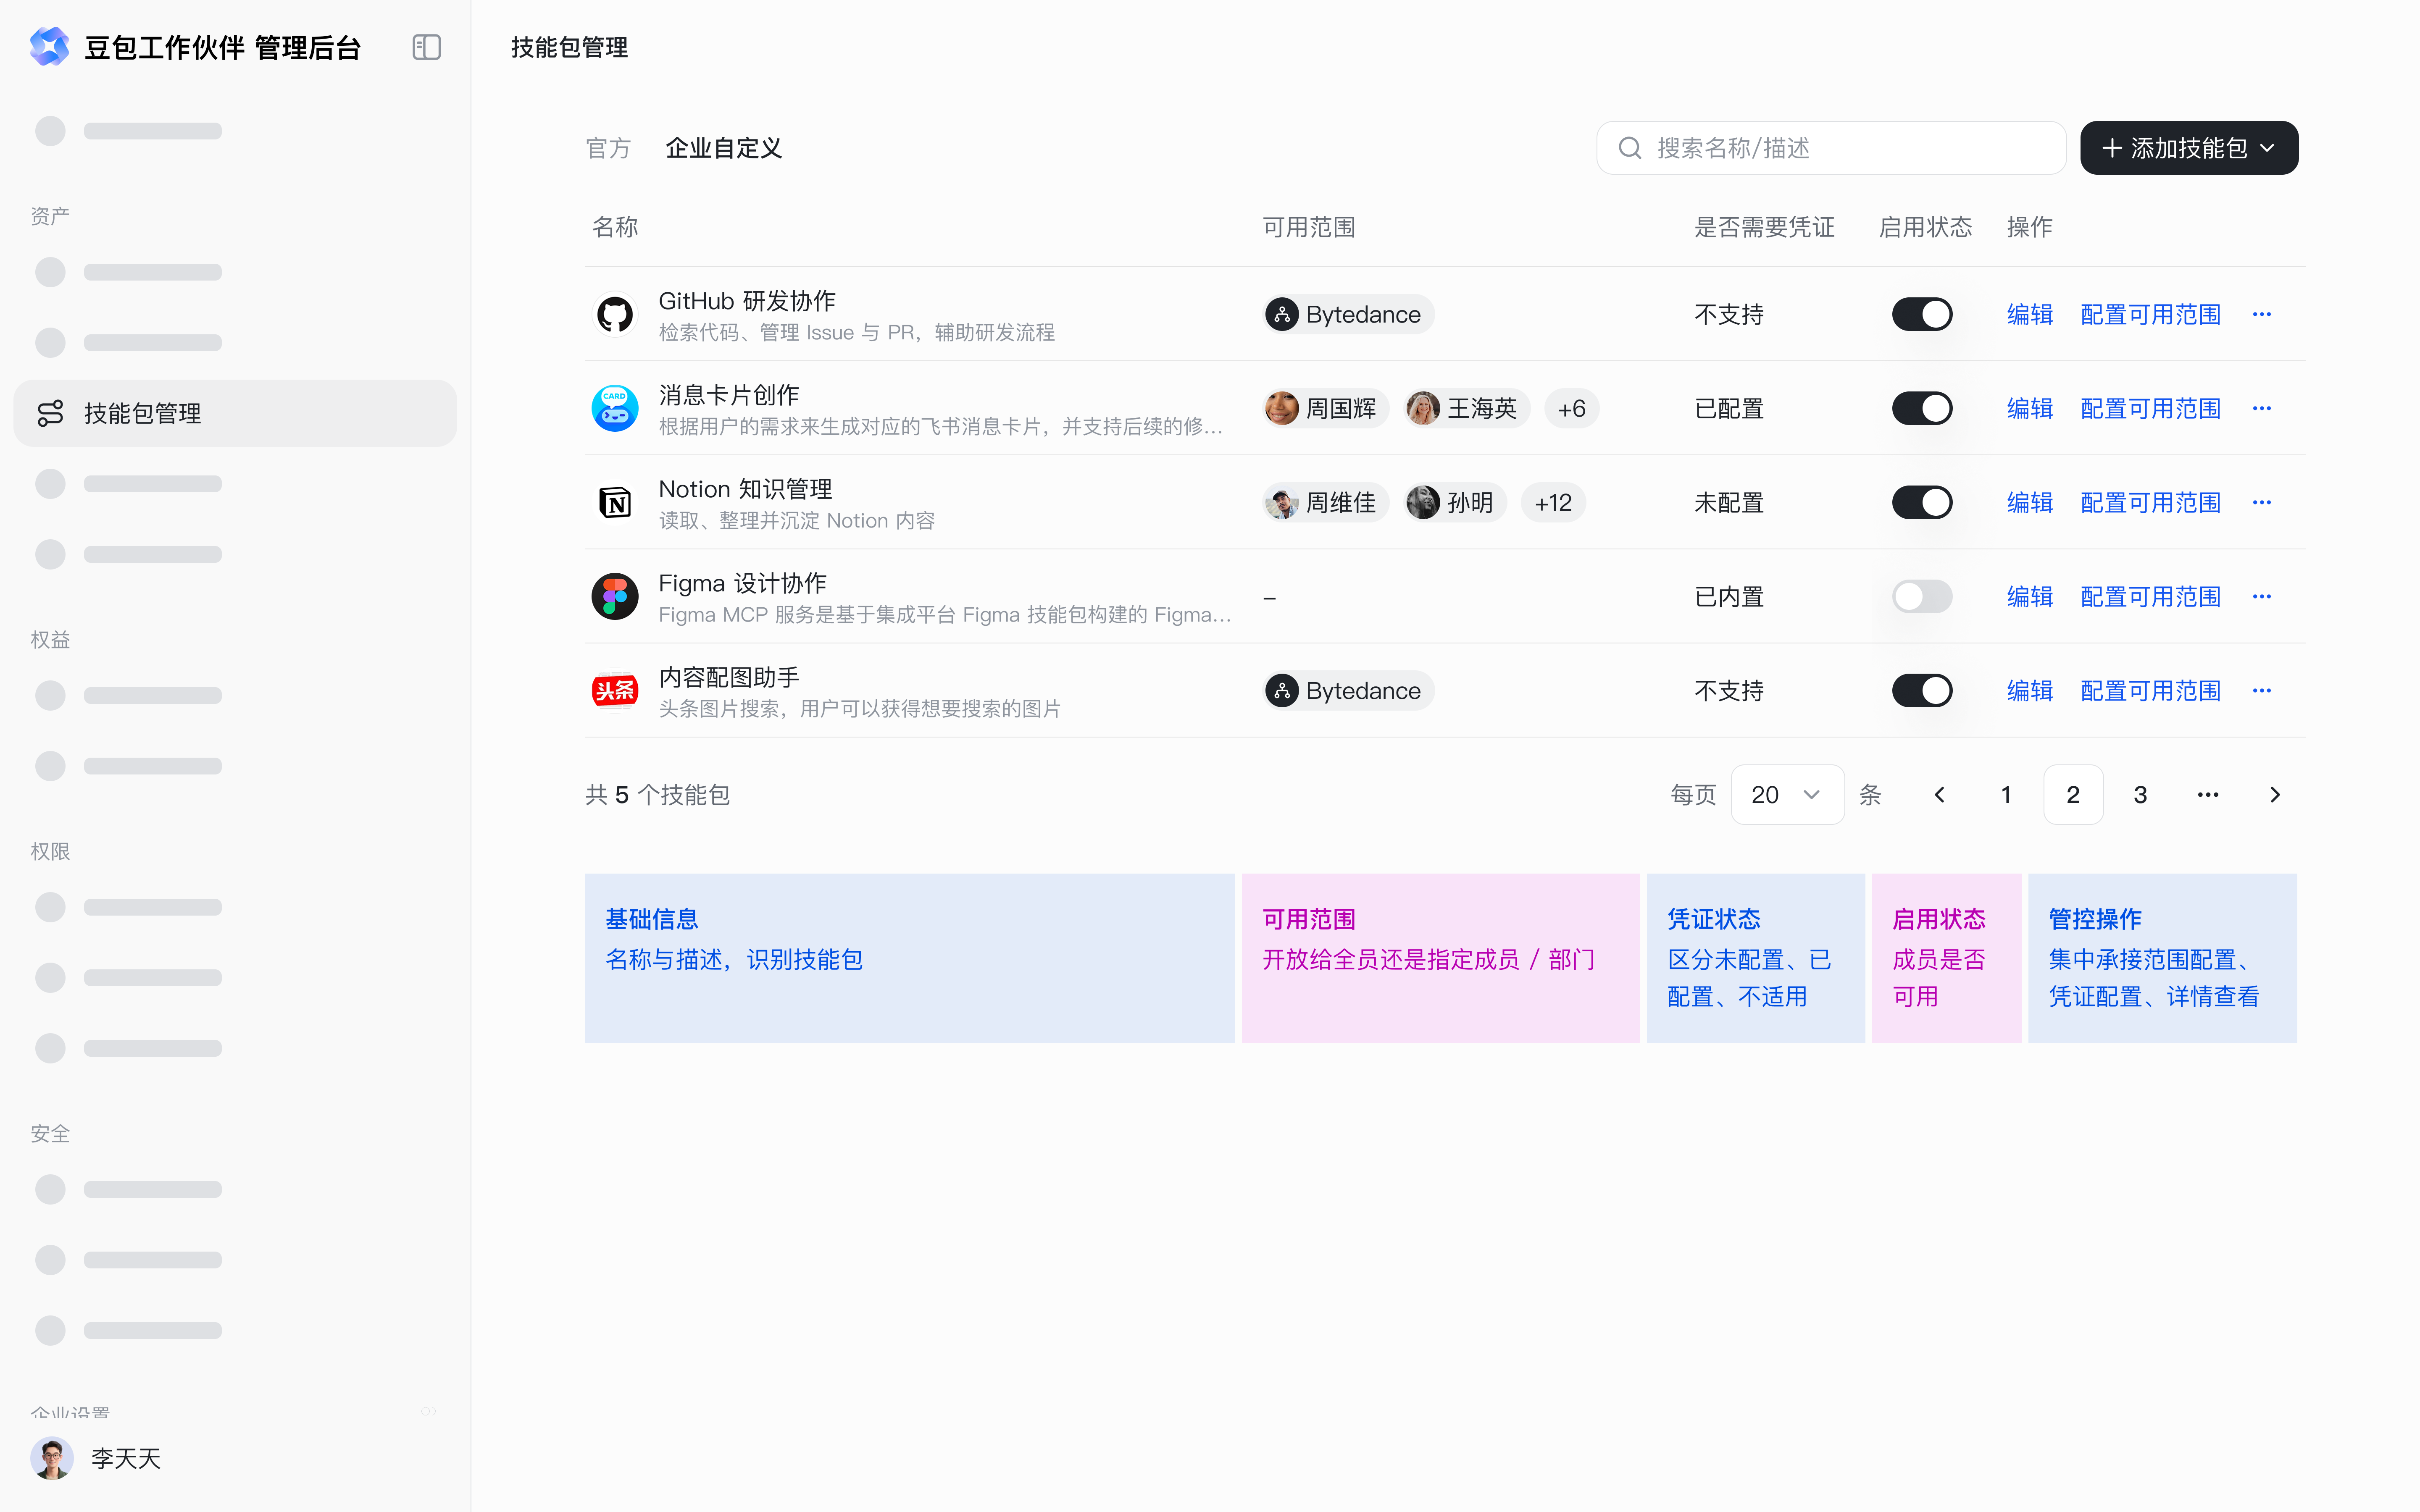 豆包工作伙伴 管理后台
资产
技能包管理
权益
权限
安全
企业设置
李天天
技能包管理
官方 企业自定义 搜索名称/描述 添加技能包
名称 可用范围 是否需要凭证 启用状态 操作
GitHub 研发协作
检索代码、管理 Issue 与 PR，辅助研发流程
Bytedance 不支持 编辑 配置可用范围 ···
CARD
消息卡片创作
根据用户的需求来生成对应的飞书消息卡片，并支持后续的修...
周国辉 王海英 +6 已配置 编辑 配置可用范围 ···
Notion 知识管理
读取、整理并沉淀 Notion 内容
周维佳 孙明 +12 未配置 编辑 配置可用范围 ···
Figma 设计协作
Figma MCP 服务是基于集成平台 Figma 技能包构建的 Figma...
– 已内置 编辑 配置可用范围 ···
头条
内容配图助手
头条图片搜索，用户可以获得想要搜索的图片
Bytedance 不支持 编辑 配置可用范围 ···
共 5 个技能包 每页 20 条 1 2 3 ···
基础信息
名称与描述，识别技能包
可用范围
开放给全员还是指定成员 / 部门
凭证状态
区分未配置、已
配置、不适用
启用状态
成员是否
可用
管控操作
集中承接范围配置、
凭证配置、详情查看